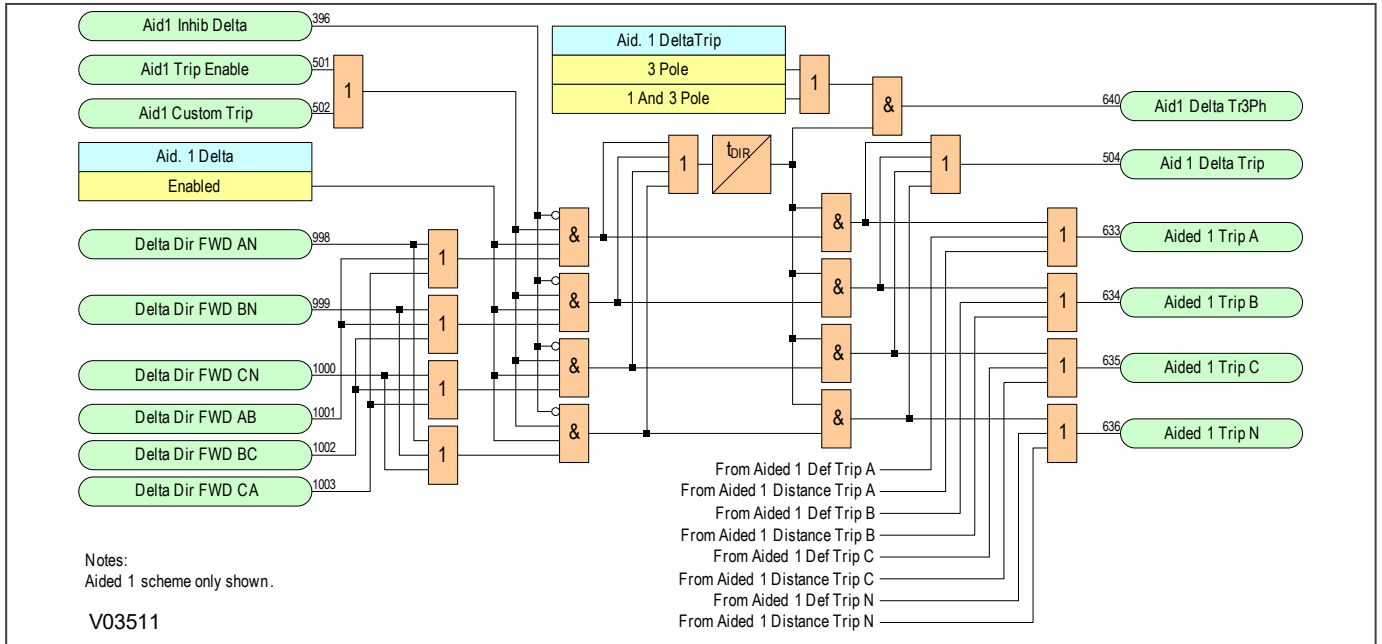 Aid1 Inhib Delta
396
Aid1 Trip Enable
501
Aid1 Custom Trip
502
1
Aid. 1 Delta
Enabled
Aid. 1 DeltaTrip
3 Pole
1 And 3 Pole
1
&
640
Aid1 Delta Tr3Ph
1
tDIR
1
504
Aid 1 Delta Trip
Delta Dir FWD AN
998
1
&
&
1
633
Aided 1 Trip A
Delta Dir FWD BN
999
1
&
&
1
634
Aided 1 Trip B
Delta Dir FWD CN
1000
1
&
&
1
635
Aided 1 Trip C
Delta Dir FWD AB
1001
Delta Dir FWD BC
1002
1
&
&
1
636
Aided 1 Trip N
Delta Dir FWD CA
1003
From Aided 1 Def Trip A
From Aided 1 Distance Trip A
From Aided 1 Def Trip B
From Aided 1 Distance Trip B
From Aided 1 Def Trip C
From Aided 1 Distance Trip C
From Aided 1 Def Trip N
From Aided 1 Distance Trip N
Notes:
Aided 1 scheme only shown.
V03511